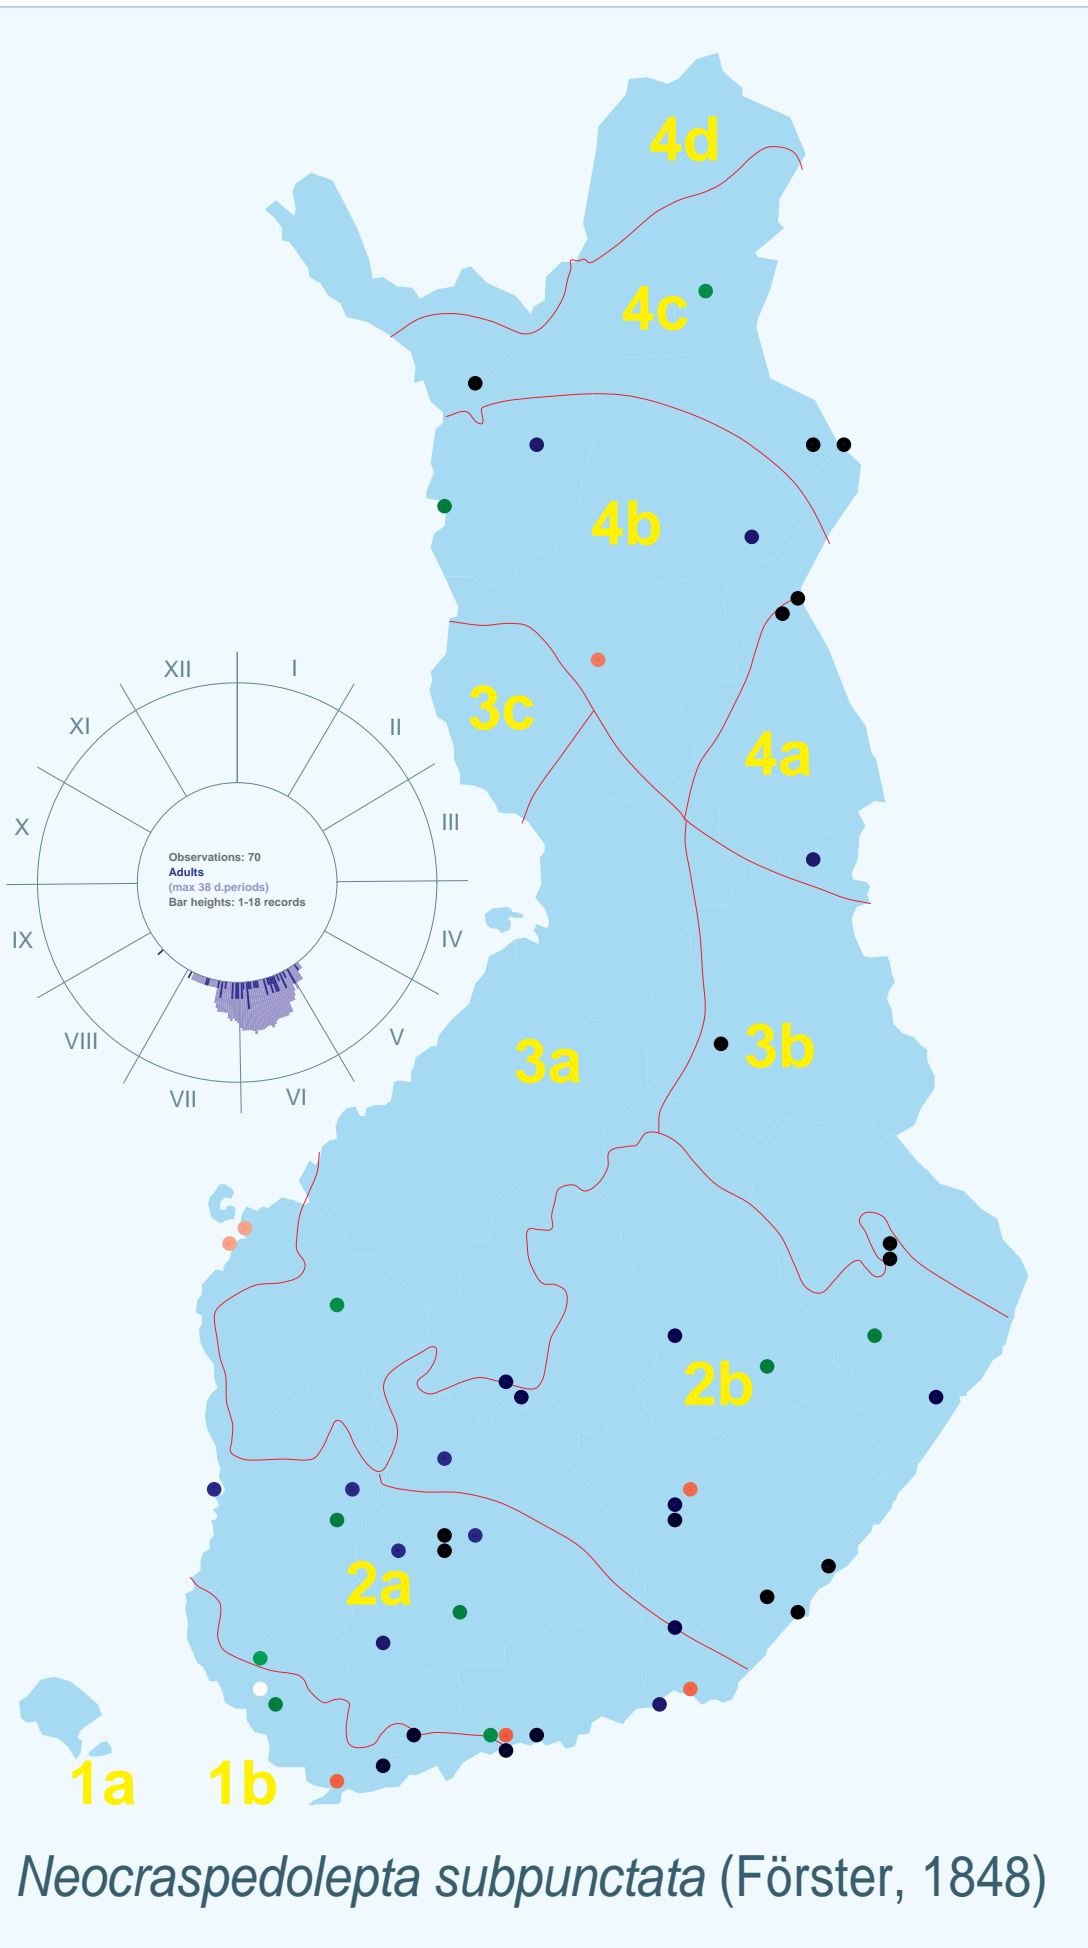 4d
4c
4b
3c
4a
XII
I
XI
II
X
III
Observations: 70
Adults
(max 38 d.periods)
Bar heights: 1-18 records
IX
IV
VIII
V
VII
VI
3a
3b
2b
2a
1a
1b
Neocraspedolepta subpunctata (Förster, 1848)